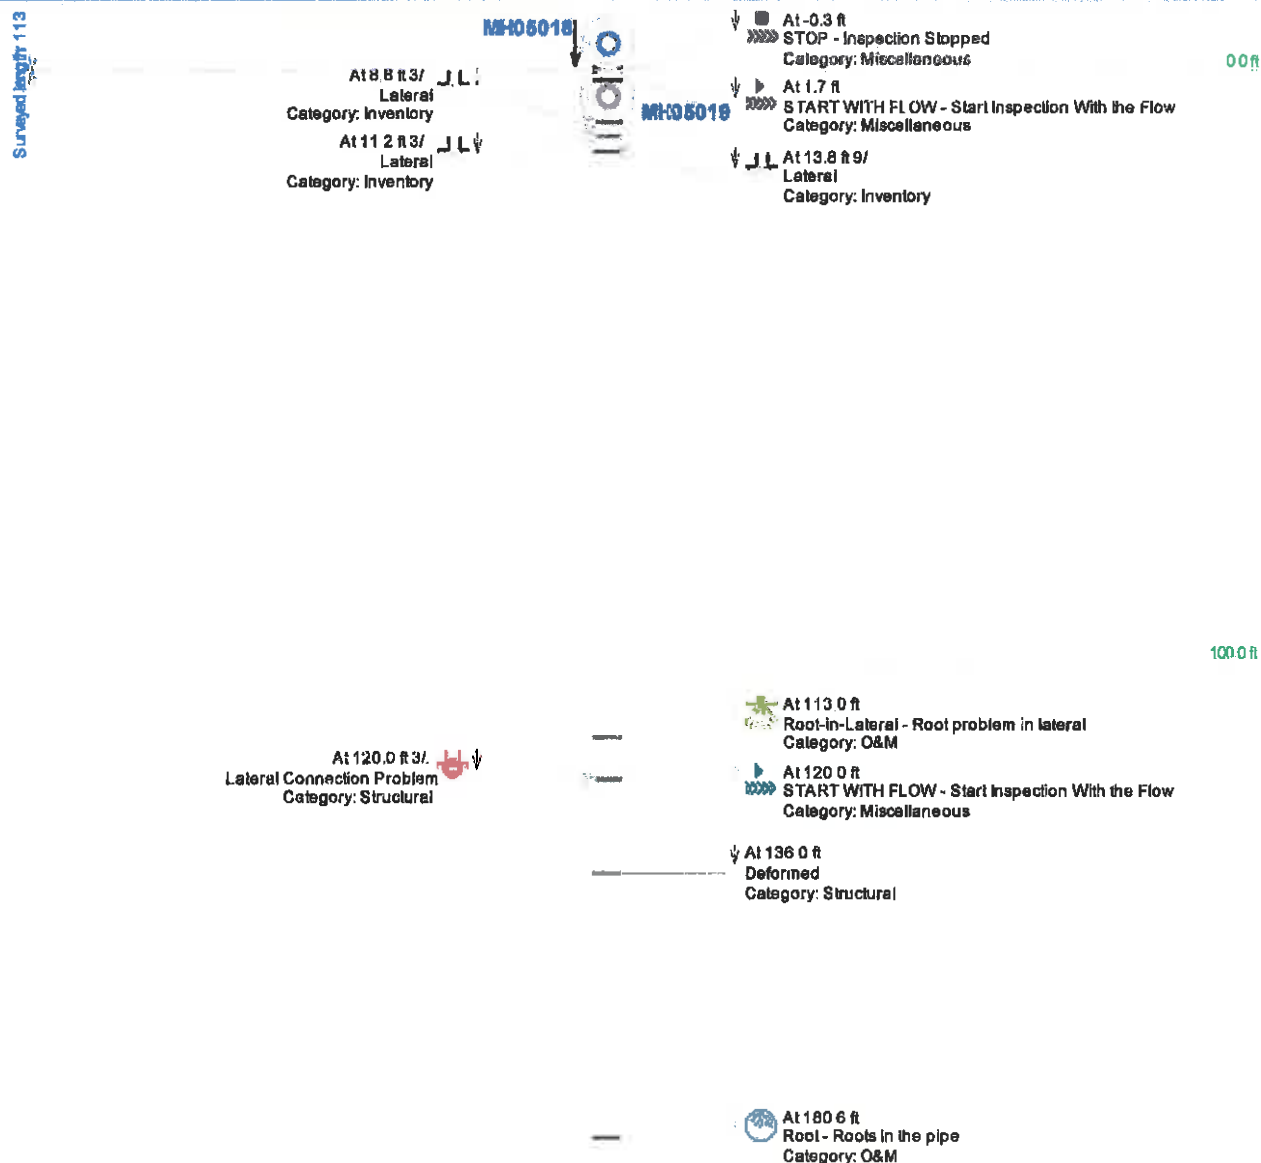 Surveyed length 113
MH05018
At -0.3 ft
STOP - Inspection Stopped
Category: Miscellaneous
0.0 ft
At 8.8 ft 3/
Lateral
Category: Inventory
MH05019
At 1.7 ft
START WITH FLOW - Start Inspection With the Flow
Category: Miscellaneous
At 11.2 ft 3/
Lateral
Category: Inventory
At 13.8 ft 9/
Lateral
Category: Inventory
100.0 ft
At 113.0 ft
Root-in-Lateral - Root problem in lateral
Category: O&M
At 120.0 ft 3/.
Lateral Connection Problem
Category: Structural
At 120.0 ft
START WITH FLOW - Start Inspection With the Flow
Category: Miscellaneous
At 136.0 ft
Deformed
Category: Structural
At 180.6 ft
Root - Roots in the pipe
Category: O&M